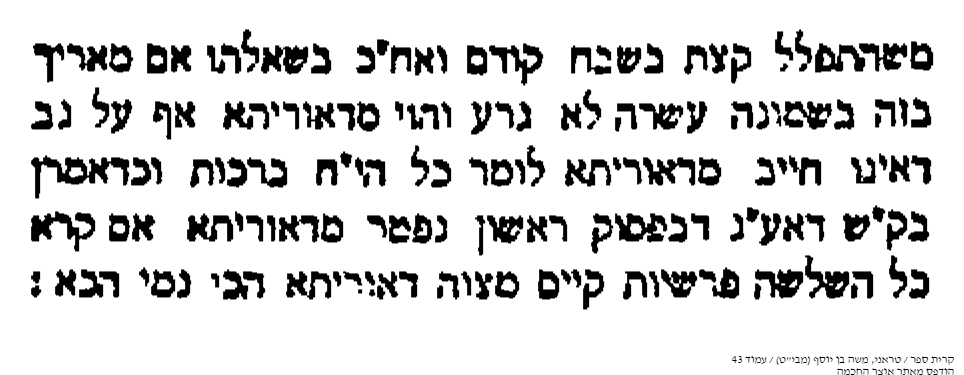 משהתפלל קצת בשבח קודם ואח"כ בשאלתו אם מאריך
בזה בשמונה עשרה לא גרע והוי מדאוריתא אף על גב
דאינו חייב מדאוריתא לומר כל הי"ח ברכות וכדאמרן
בק"ש דאע"ג דבפסוק ראשון נפטר מדאוריתא אם קרא
כל השלשה פרשיות קיים מצוה דאוריתא הכי נמי הכא :
קרית ספר / טראני, משה בן יוסף (מבי״ט) / עמוד 43
הודפס מאתר אוצר החכמה